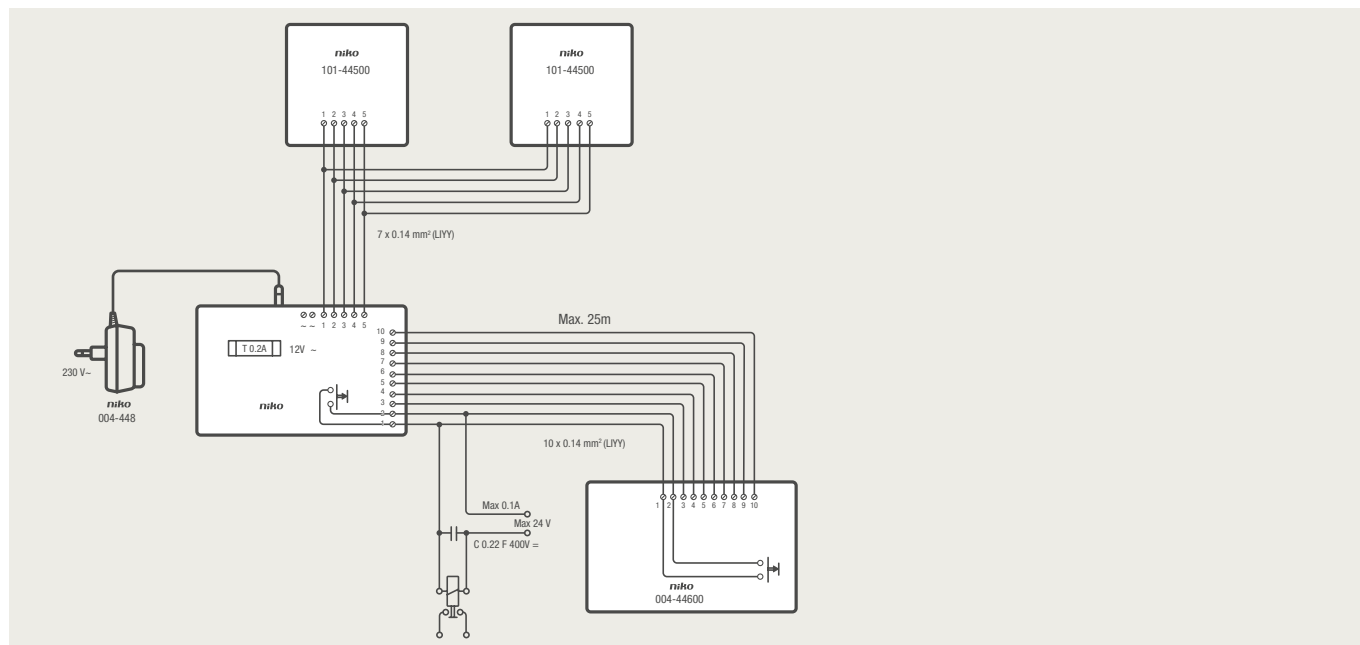 niko
101-44500
1 2 3 4 5
niko
101-44500
1 2 3 4 5
7 x 0.14 mm² (LIYY)
~ ~ 1 2 3 4 5
T 0.2A
12V ~
niko
10
9
8
7
6
5
4
3
2
1
Max. 25m
230 V~
niko
004-448
10 x 0.14 mm² (LIYY)
Max 0.1A
Max 24 V
C 0.22 F 400V =
1 2 3 4 5 6 7 8 9 10
niko
004-44600